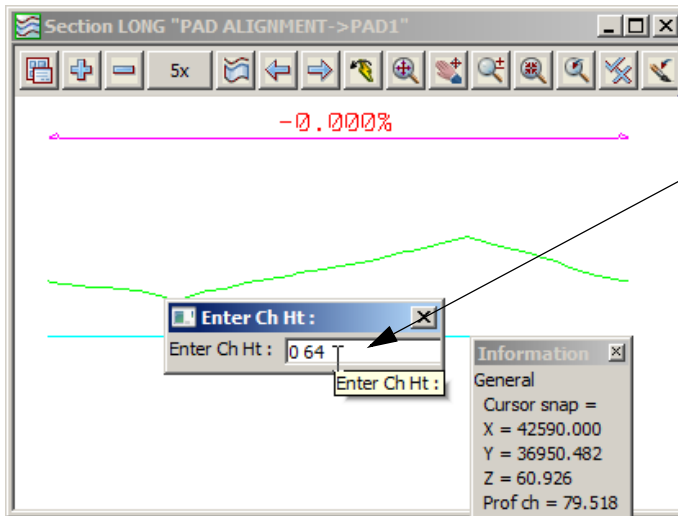 Section LONG "PAD ALIGNMENT->PAD1"
5x
-0.000%
Enter Ch Ht :
Enter Ch Ht : 0 64
Enter Ch Ht :
Information
General
Cursor snap =
X = 42590.000
Y = 36950.482
Z = 60.926
Prof ch = 79.518